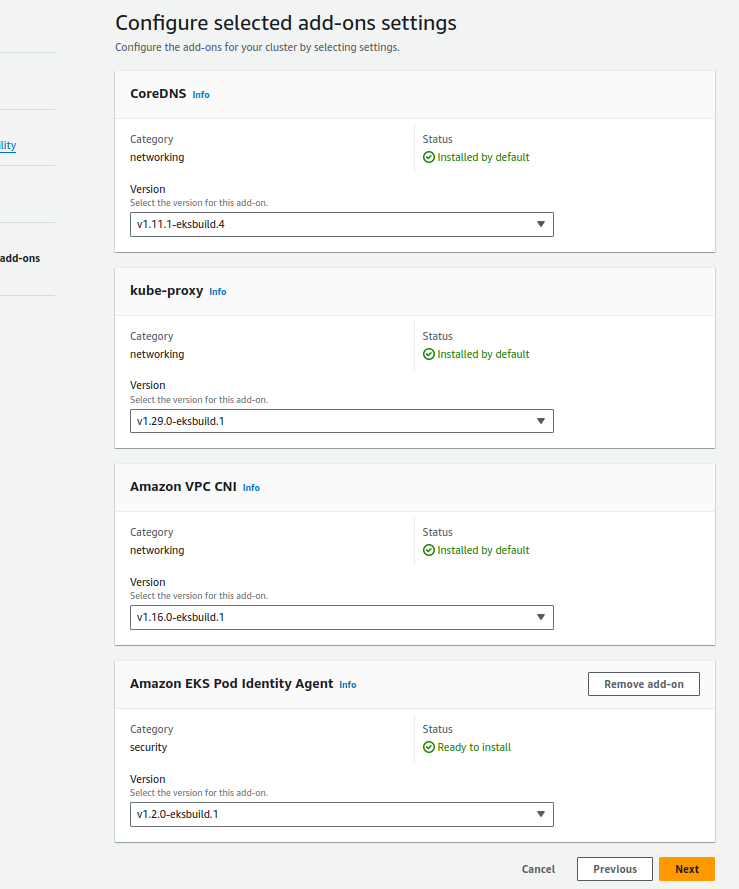 Configure selected add-ons settings
Configure the add-ons for your cluster by selecting settings.
ility
add-ons
CoreDNS Info
Category
networking
Status
Installed by default
Version
Select the version for this add-on.
v1.11.1-eksbuild.4
kube-proxy Info
Category
networking
Status
Installed by default
Version
Select the version for this add-on.
v1.29.0-eksbuild.1
Amazon VPC CNI Info
Category
networking
Status
Installed by default
Version
Select the version for this add-on.
v1.16.0-eksbuild.1
Amazon EKS Pod Identity Agent Info
Remove add-on
Category
security
Status
Ready to install
Version
Select the version for this add-on.
v1.2.0-eksbuild.1
Cancel
Previous
Next